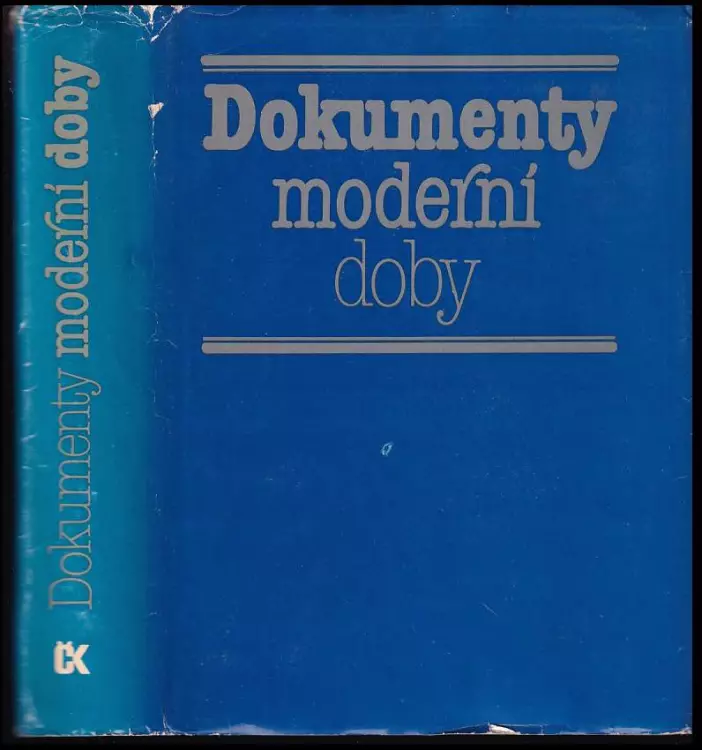 Dokumenty
moderní
doby
Dokumenty moderní doby
ČK